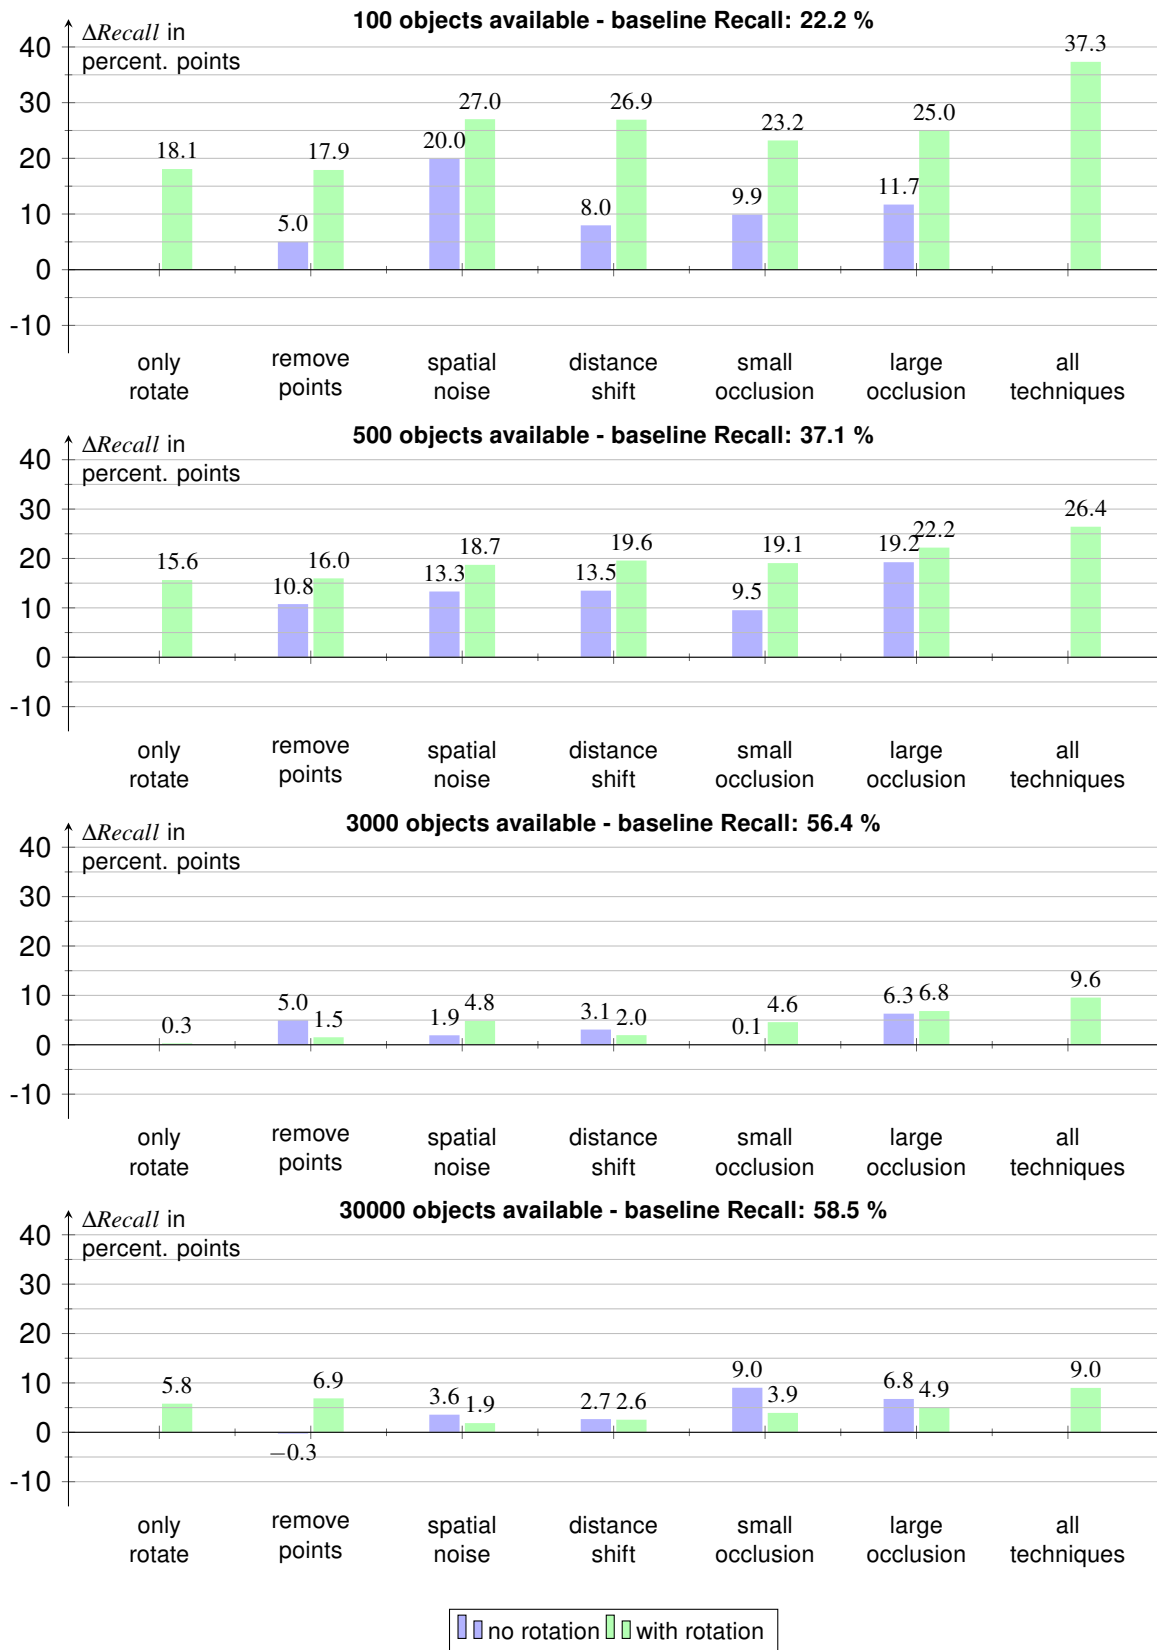 100 objects available - baseline Recall: 22.2 %
ΔRecall in
percent. points
40
30
20
10
0
-10
18.1
5.0
17.9
20.0
27.0
8.0
26.9
9.9
23.2
11.7
25.0
37.3
only rotate
remove points
spatial noise
distance shift
small occlusion
large occlusion
all techniques
500 objects available - baseline Recall: 37.1 %
ΔRecall in
percent. points
40
30
20
10
0
-10
15.6
10.8
16.0
13.3
18.7
13.5
19.6
9.5
19.1
19.2
22.2
26.4
only rotate
remove points
spatial noise
distance shift
small occlusion
large occlusion
all techniques
3000 objects available - baseline Recall: 56.4 %
ΔRecall in
percent. points
40
30
20
10
0
-10
0.3
5.0
1.5
1.9
4.8
3.1
2.0
0.1
4.6
6.3
6.8
9.6
only rotate
remove points
spatial noise
distance shift
small occlusion
large occlusion
all techniques
30000 objects available - baseline Recall: 58.5 %
ΔRecall in
percent. points
40
30
20
10
0
-10
5.8
−0.3
6.9
3.6
1.9
2.7
2.6
9.0
3.9
6.8
4.9
9.0
only rotate
remove points
spatial noise
distance shift
small occlusion
large occlusion
all techniques
no rotation with rotation